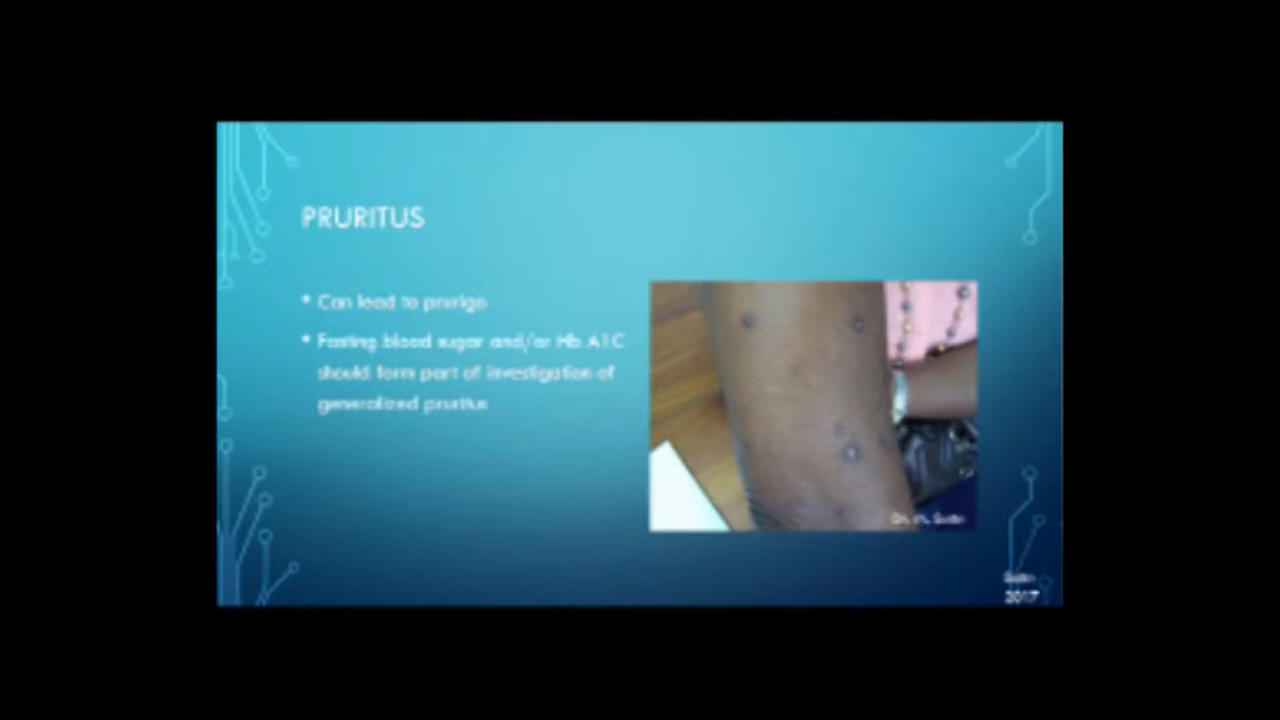 PRURITUS
• Can lead to prurigo
• Fasting blood sugar and/or Hb A1C
should form part of investigation of
generalized pruritus
Dr. M.
2017